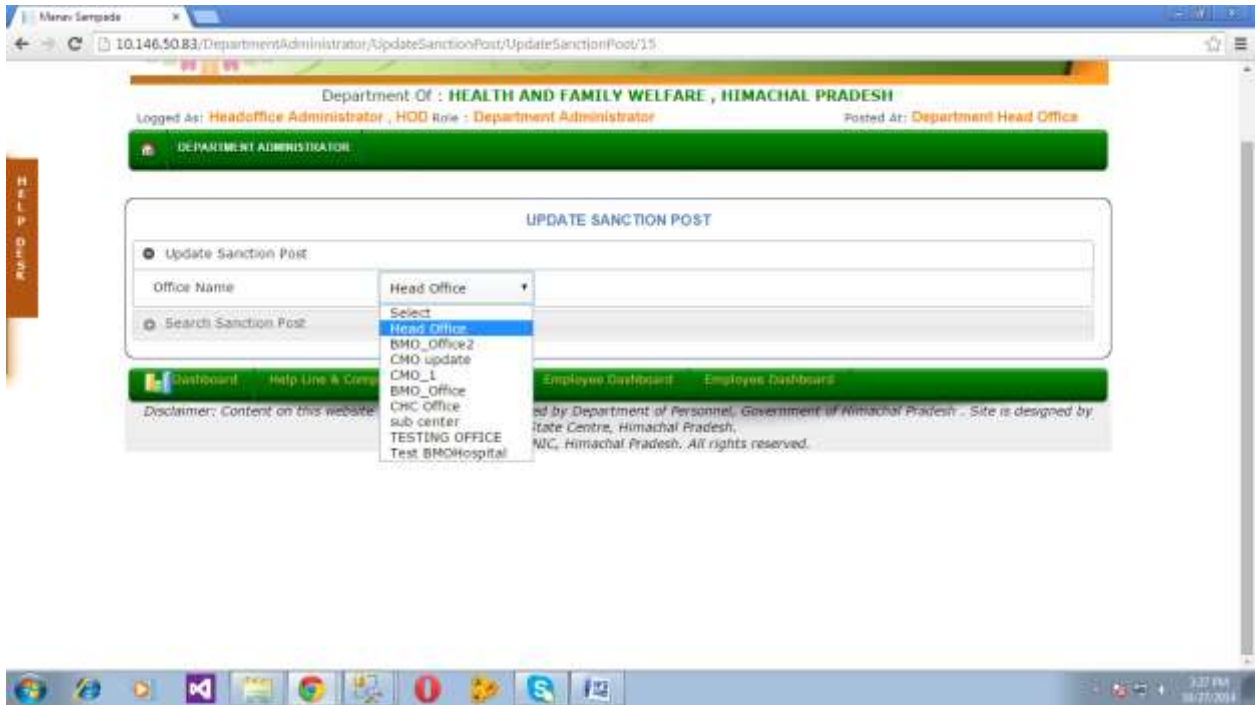 Manav Sampada
10.146.50.83/DepartmentAdministrator/UpdateSanctionPost/UpdateSanctionPost/15
Department Of : HEALTH AND FAMILY WELFARE , HIMACHAL PRADESH
Logged As: Headoffice Administrator , HOD Role : Department Administrator Posted At: Department Head Office
DEPARTMENT ADMINISTRATOR
HELP DESK
UPDATE SANCTION POST
Update Sanction Post
Office Name Head Office
Search Sanction Post
Select
Head Office
BMO_Office2
CMO update
CMO_1
BMO_Office
CHC Office
sub center
TESTING OFFICE
Test BMOHospital
Dashboard Help Line & Employee Dashboard Employee Dashboard
Disclaimer: Content on this website ed by Department of Personnel, Government of Himachal Pradesh . Site is designed by
State Centre, Himachal Pradesh.
NIC, Himachal Pradesh. All rights reserved.
3:37 PM
10/27/2014